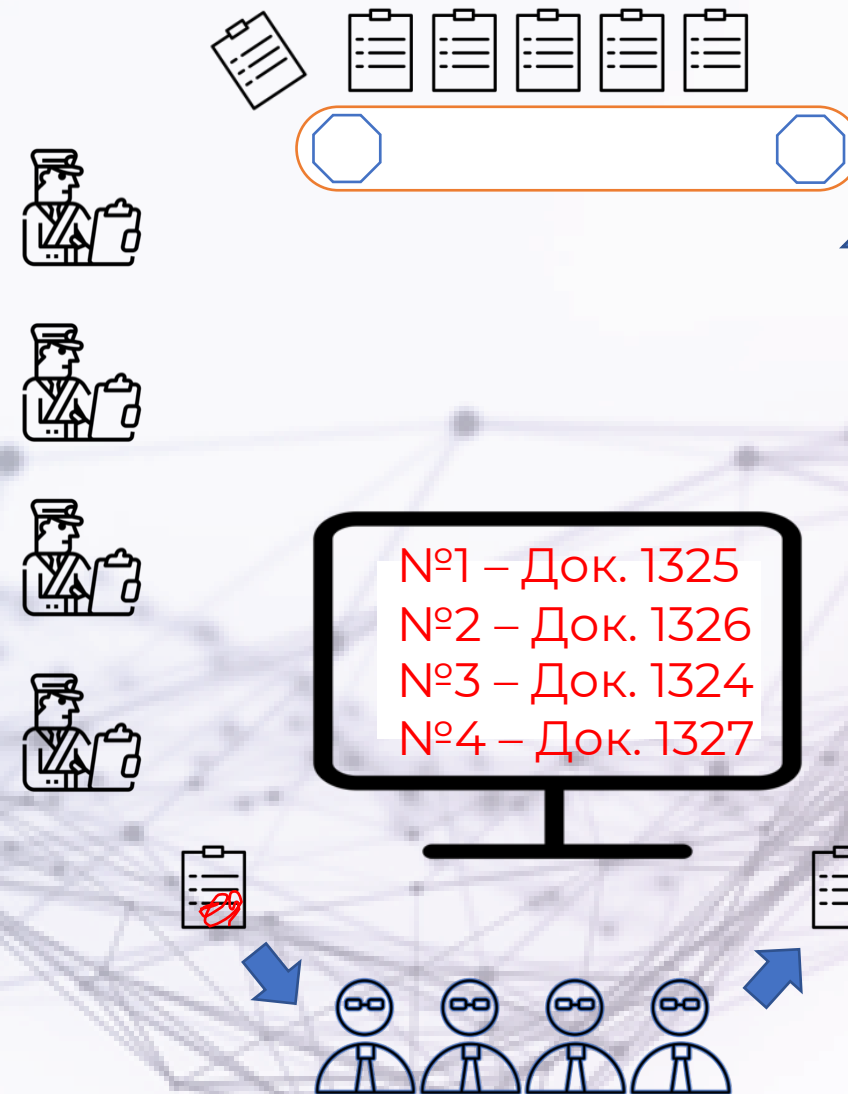 №1 – Док. 1325
№2 – Док. 1326
№3 – Док. 1324
№4 – Док. 1327